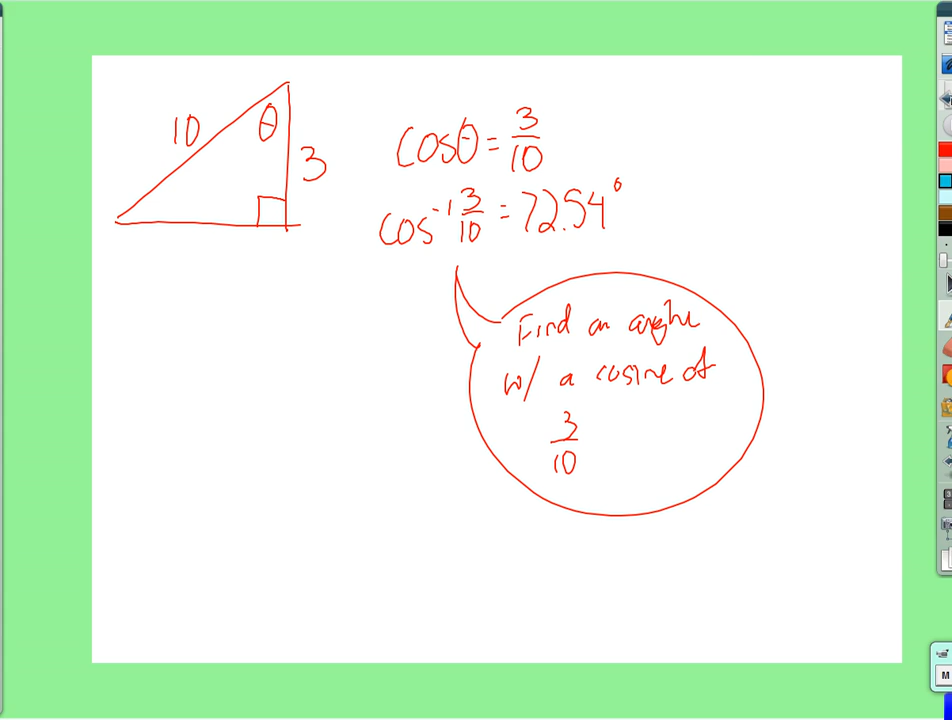 10
θ
3
cosθ = 3/10
cos⁻¹ 3/10 = 72.54°
Find an angle
w/ a cosine of
3/10
M